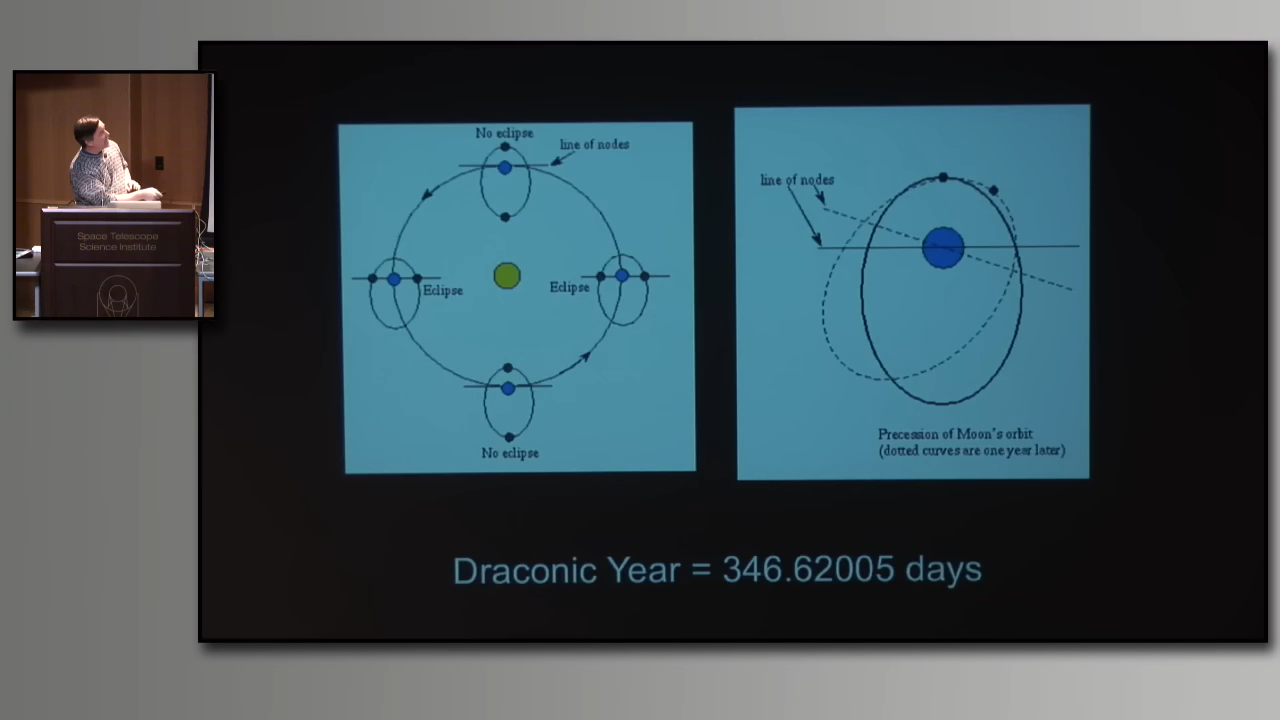 Space Telescope
Science Institute
No eclipse
line of nodes
Eclipse
Eclipse
No eclipse
line of nodes
Precession of Moon's orbit
(dotted curves are one year later)
Draconic Year = 346.62005 days